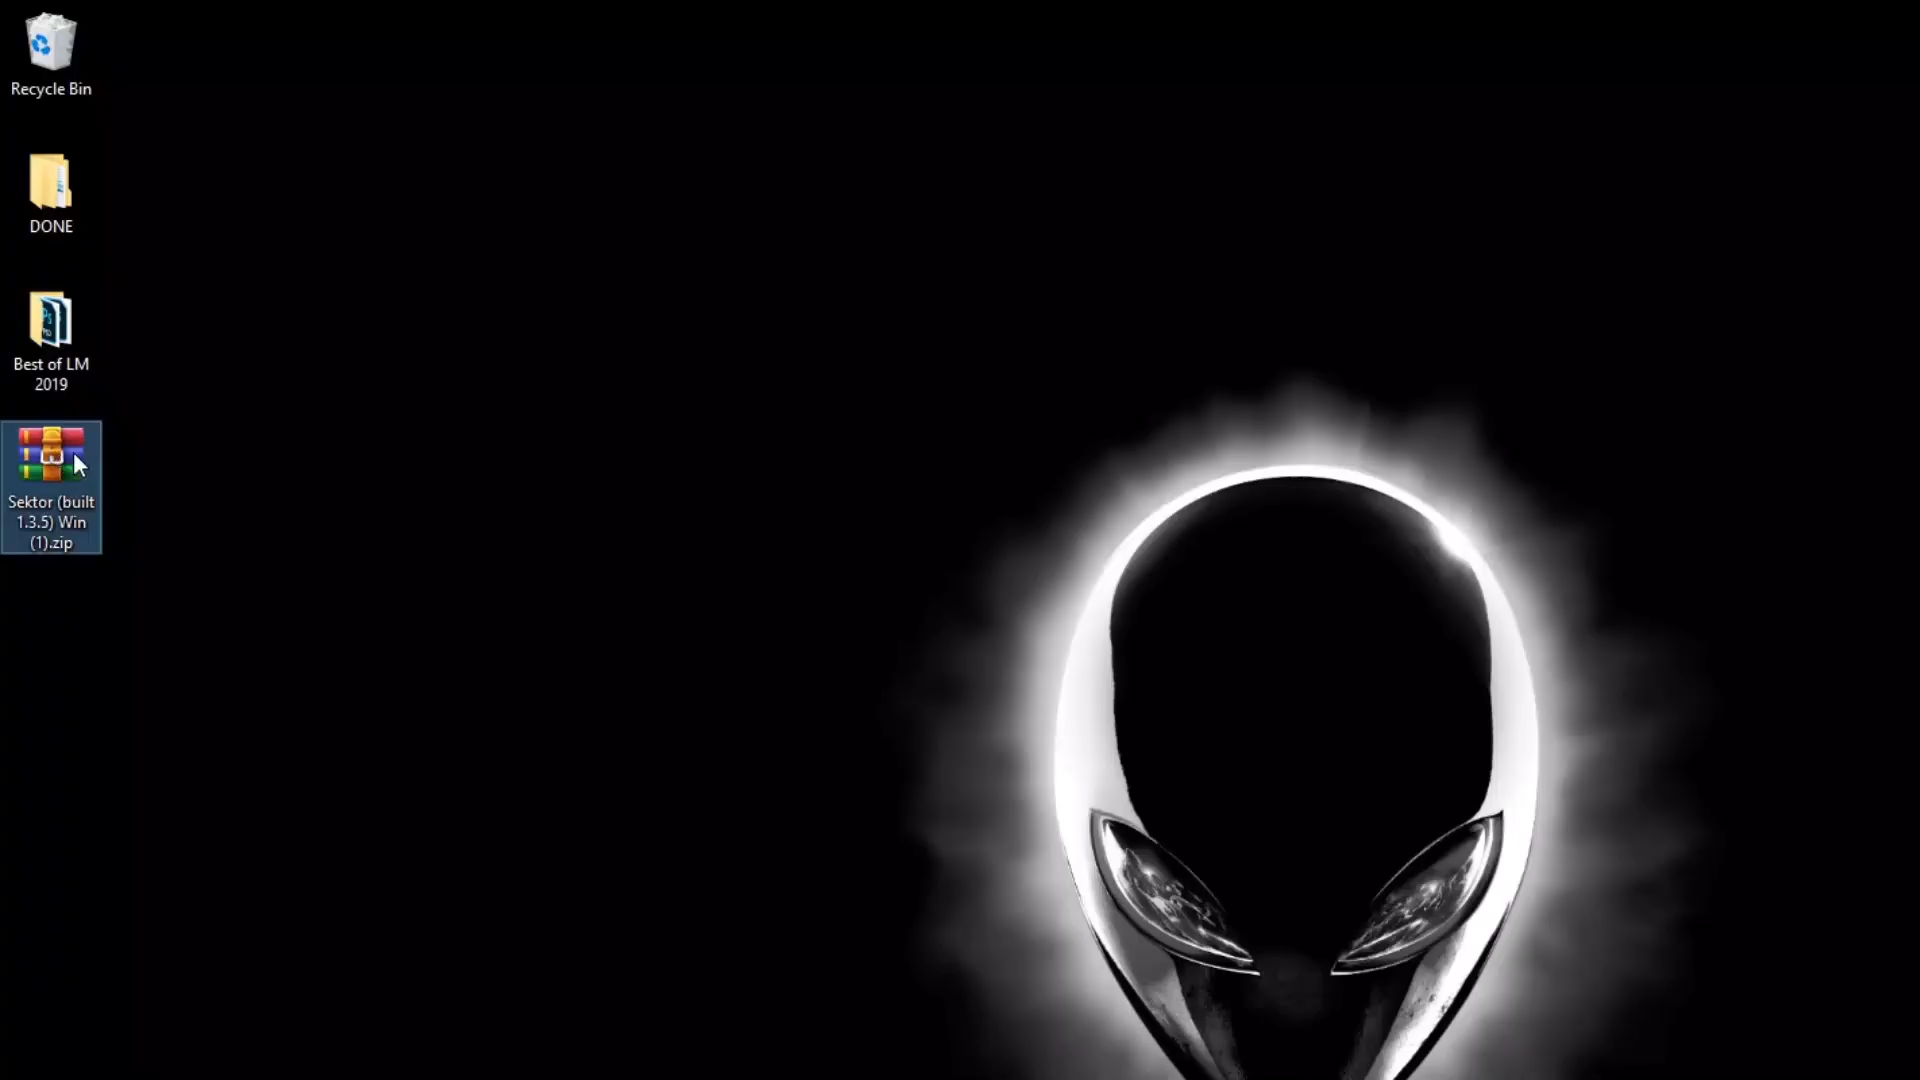 Recycle Bin
DONE
Best of LM
2019
Sektor (built
1.3.5) Win
(1).zip